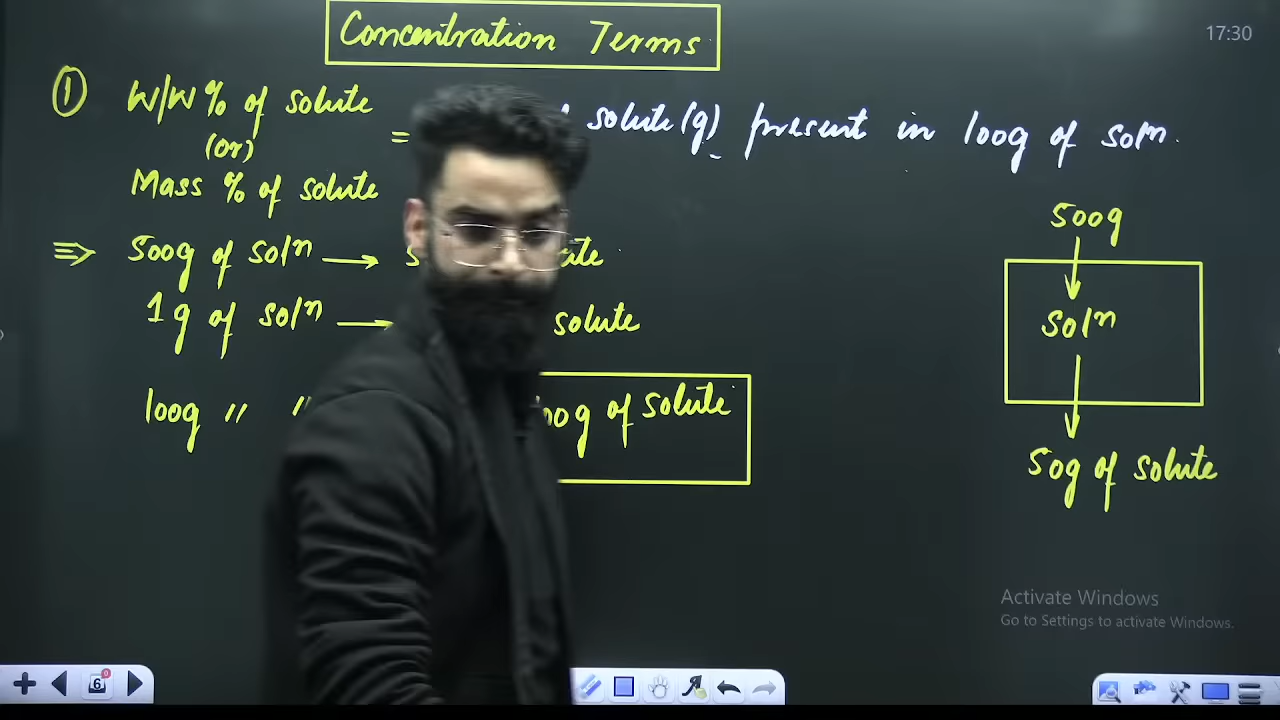 Concentration Terms
17:30
① W/W % of solute
(or)
Mass % of solute
= solute(g) present in 100g of solⁿ.
⇒ 500g of solⁿ → 
1g of solⁿ → solute
100g " " of solute
500g
↓
solⁿ
↓
50g of solute
Activate Windows
Go to Settings to activate Windows.
6